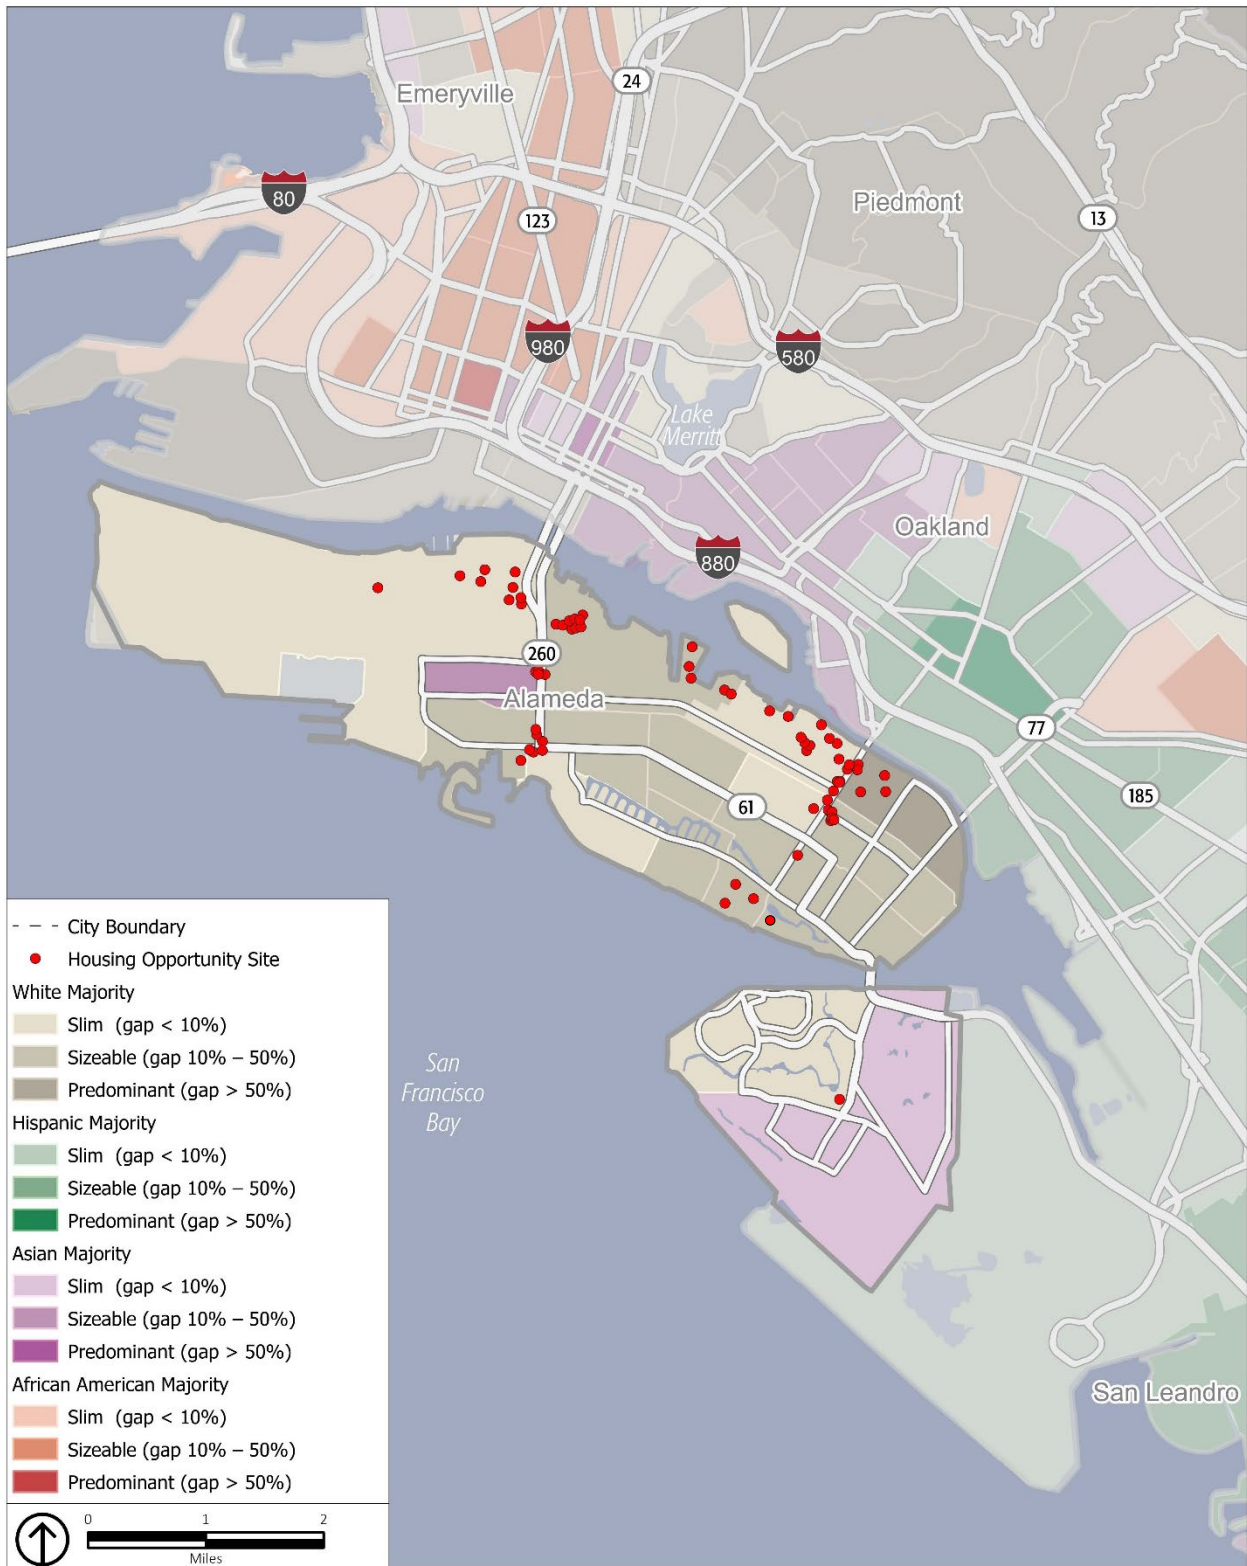 Emeryville
24
80
123
Piedmont
13
980
580
Lake
Merritt
Oakland
880
260
Alameda
77
61
185
San
Francisco
Bay
San Leandro
City Boundary
Housing Opportunity Site
White Majority
Slim (gap < 10%)
Sizeable (gap 10% – 50%)
Predominant (gap > 50%)
Hispanic Majority
Slim (gap < 10%)
Sizeable (gap 10% – 50%)
Predominant (gap > 50%)
Asian Majority
Slim (gap < 10%)
Sizeable (gap 10% – 50%)
Predominant (gap > 50%)
African American Majority
Slim (gap < 10%)
Sizeable (gap 10% – 50%)
Predominant (gap > 50%)
0 1 2
Miles